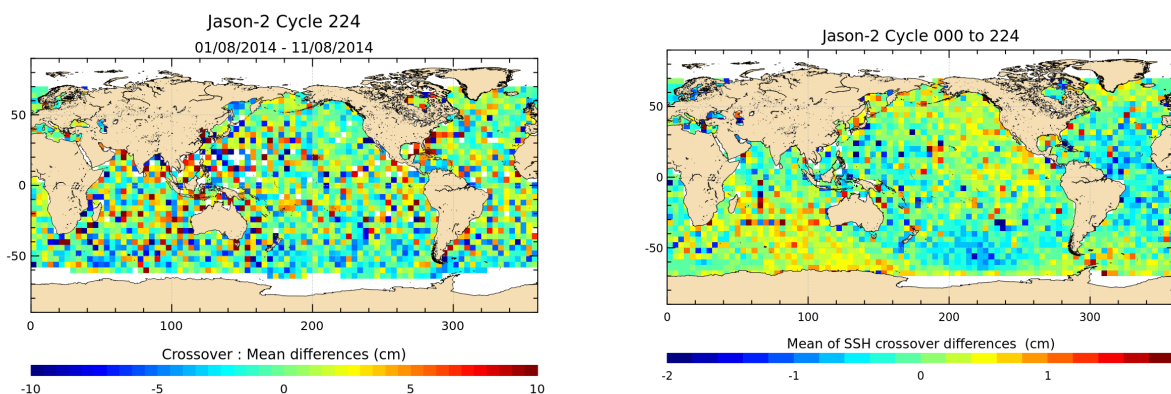 Jason-2 Cycle 224
01/08/2014 - 11/08/2014
50
0
-50
0 100 200 300
Crossover : Mean differences (cm)
-10 -5 0 5 10
Jason-2 Cycle 000 to 224
50
0
-50
0 100 200 300
Mean of SSH crossover differences (cm)
-2 -1 0 1